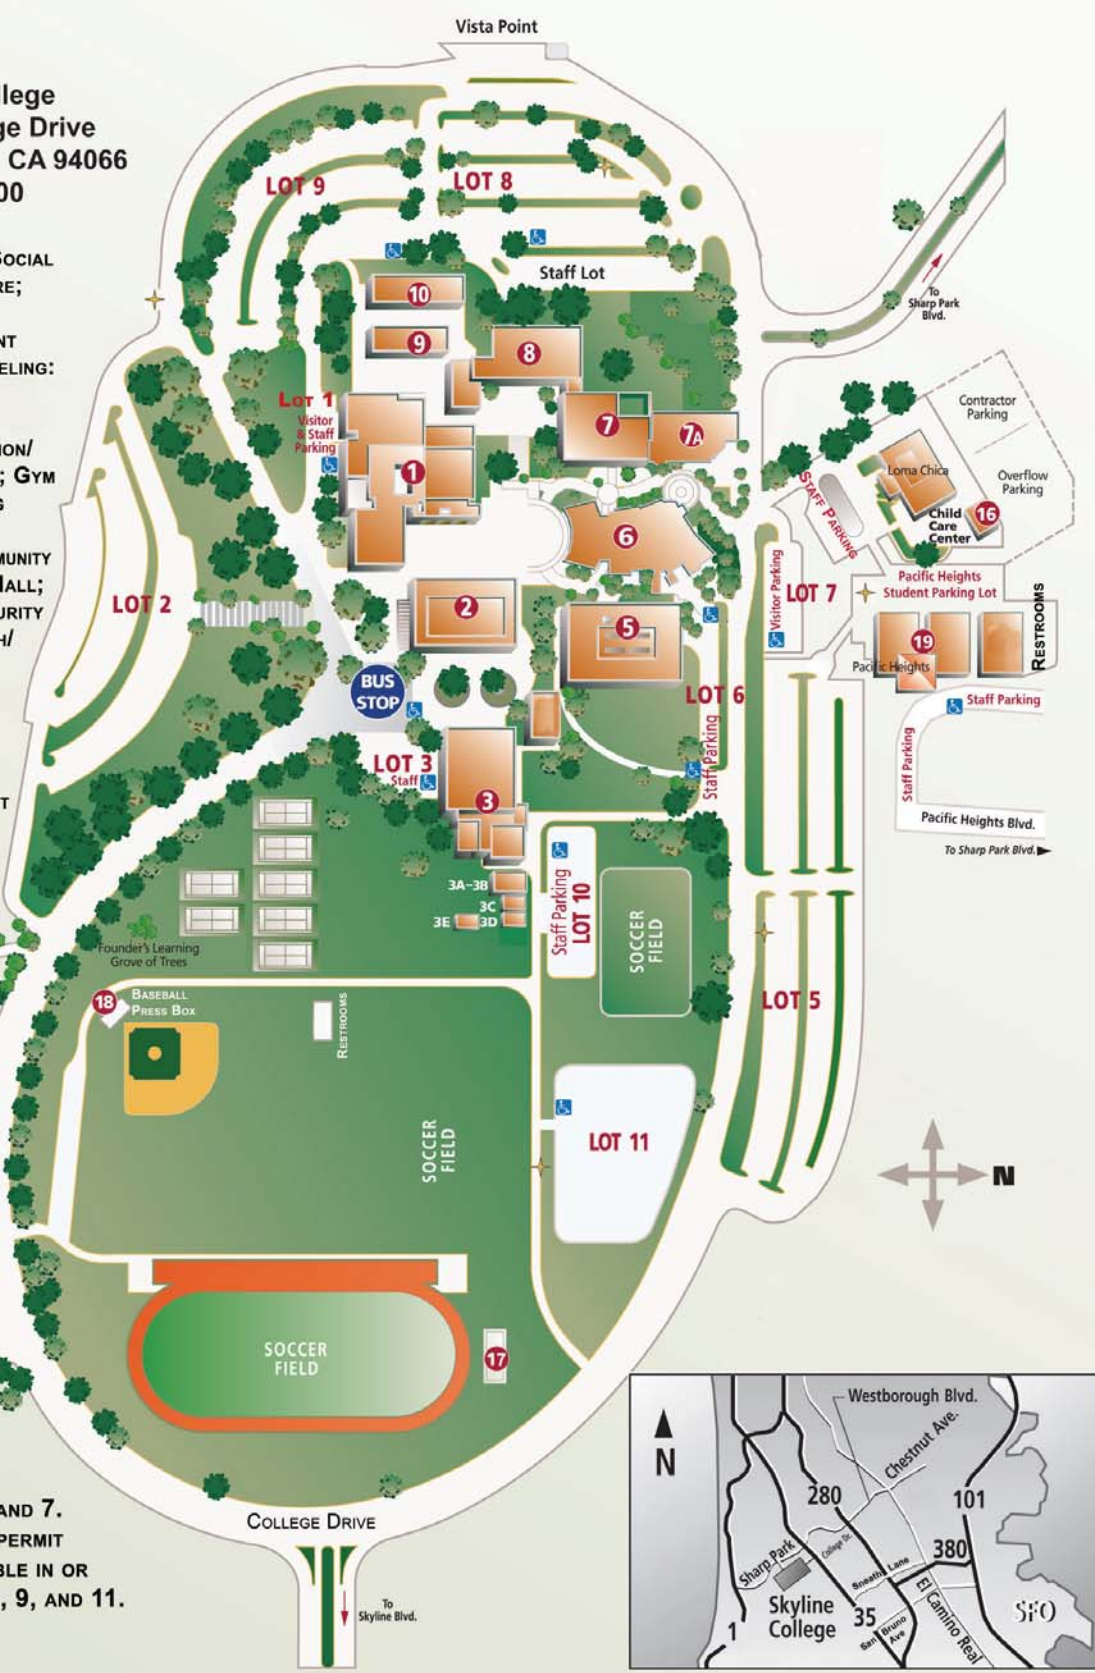 Vista Point
llege
ge Drive
CA 94066
00
SOCIAL
RE;
NT
ELING:
ION/
; GYM
G
MUNITY
HALL;
URITY
H/
T
LOT 9
LOT 8
Staff Lot
To
Sharp Park
Blvd.
10
9
8
7
7A
LOT 1
Visitor
& Staff
Parking
1
6
Contractor
Parking
Overflow
Parking
Loma Chica
STAFF PARKING
Child
Care
Center
16
LOT 2
2
5
Visitor Parking
LOT 7
Pacific Heights
Student Parking Lot
RESTROOMS
19
Pacific Heights
Staff Parking
Staff Parking
Pacific Heights Blvd.
To Sharp Park Blvd.
BUS
STOP
LOT 6
Staff Parking
LOT 3
Staff
3
3A-3B
3C
3E
3D
Staff Parking
LOT 10
SOCCER
FIELD
Founder's Learning
Grove of Trees
18
BASEBALL
PRESS BOX
RESTROOMS
LOT 5
SOCCER
FIELD
LOT 11
N
SOCCER
FIELD
17
COLLEGE DRIVE
To
Skyline Blvd.
AND 7.
PERMIT
BLE IN OR
, 9, AND 11.
N
Westborough Blvd.
Chestnut Ave.
280
101
Sharp Park
College Dr.
380
Sneath Lane
Skyline
College
35
1
San Bruno
Ave
El Camino Real
SFO